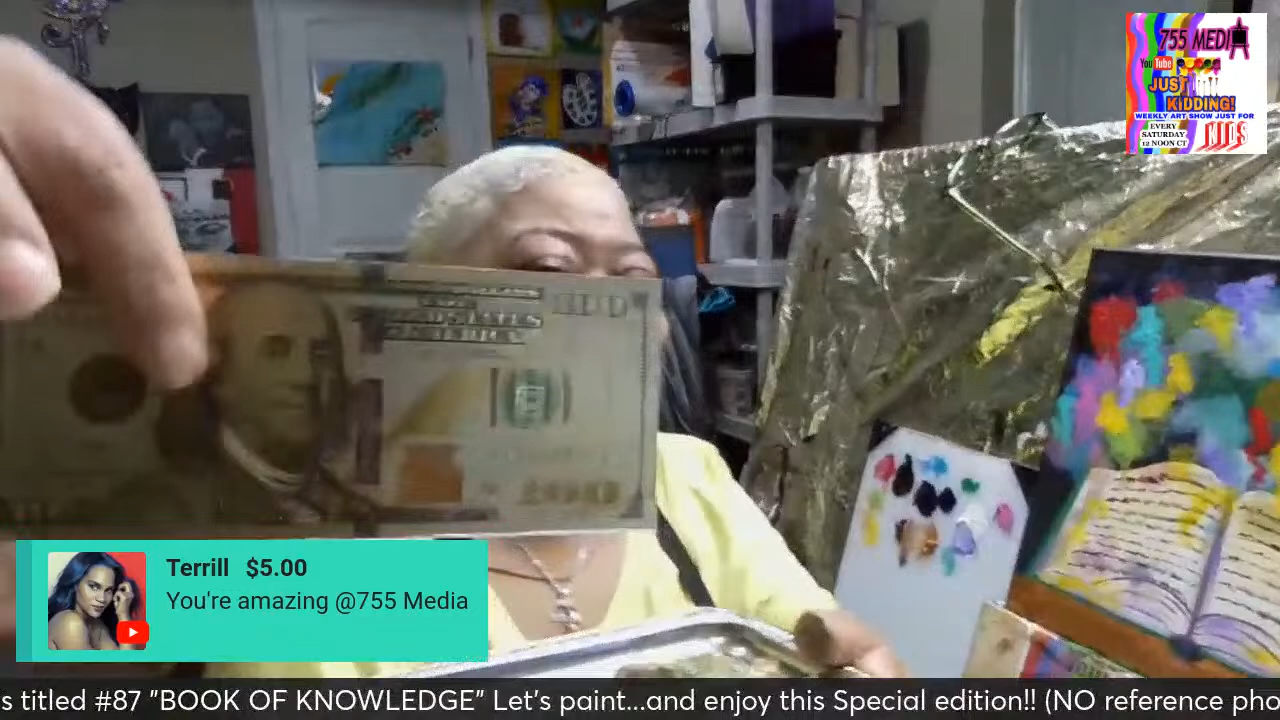 755 MEDIA
YouTube
JUST
KIDDING!
WEEKLY ART SHOW JUST FOR
EVERY
SATURDAY
12 NOON CT
KIDS
Terrill $5.00
You're amazing @755 Media
s titled #87 "BOOK OF KNOWLEDGE" Let's paint...and enjoy this Special edition!! (NO reference pho